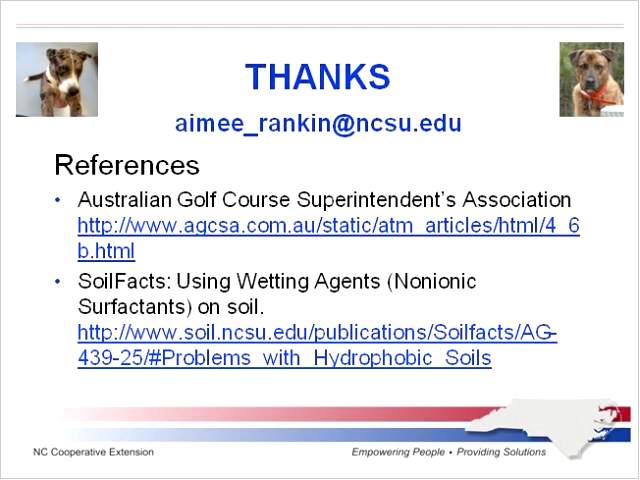 THANKS
aimee_rankin@ncsu.edu
References
• Australian Golf Course Superintendent's Association
http://www.agcsa.com.au/static/atm_articles/html/4_6
b.html
• SoilFacts: Using Wetting Agents (Nonionic
Surfactants) on soil.
http://www.soil.ncsu.edu/publications/Soilfacts/AG-
439-25/#Problems_with_Hydrophobic_Soils
NC Cooperative Extension
Empowering People • Providing Solutions